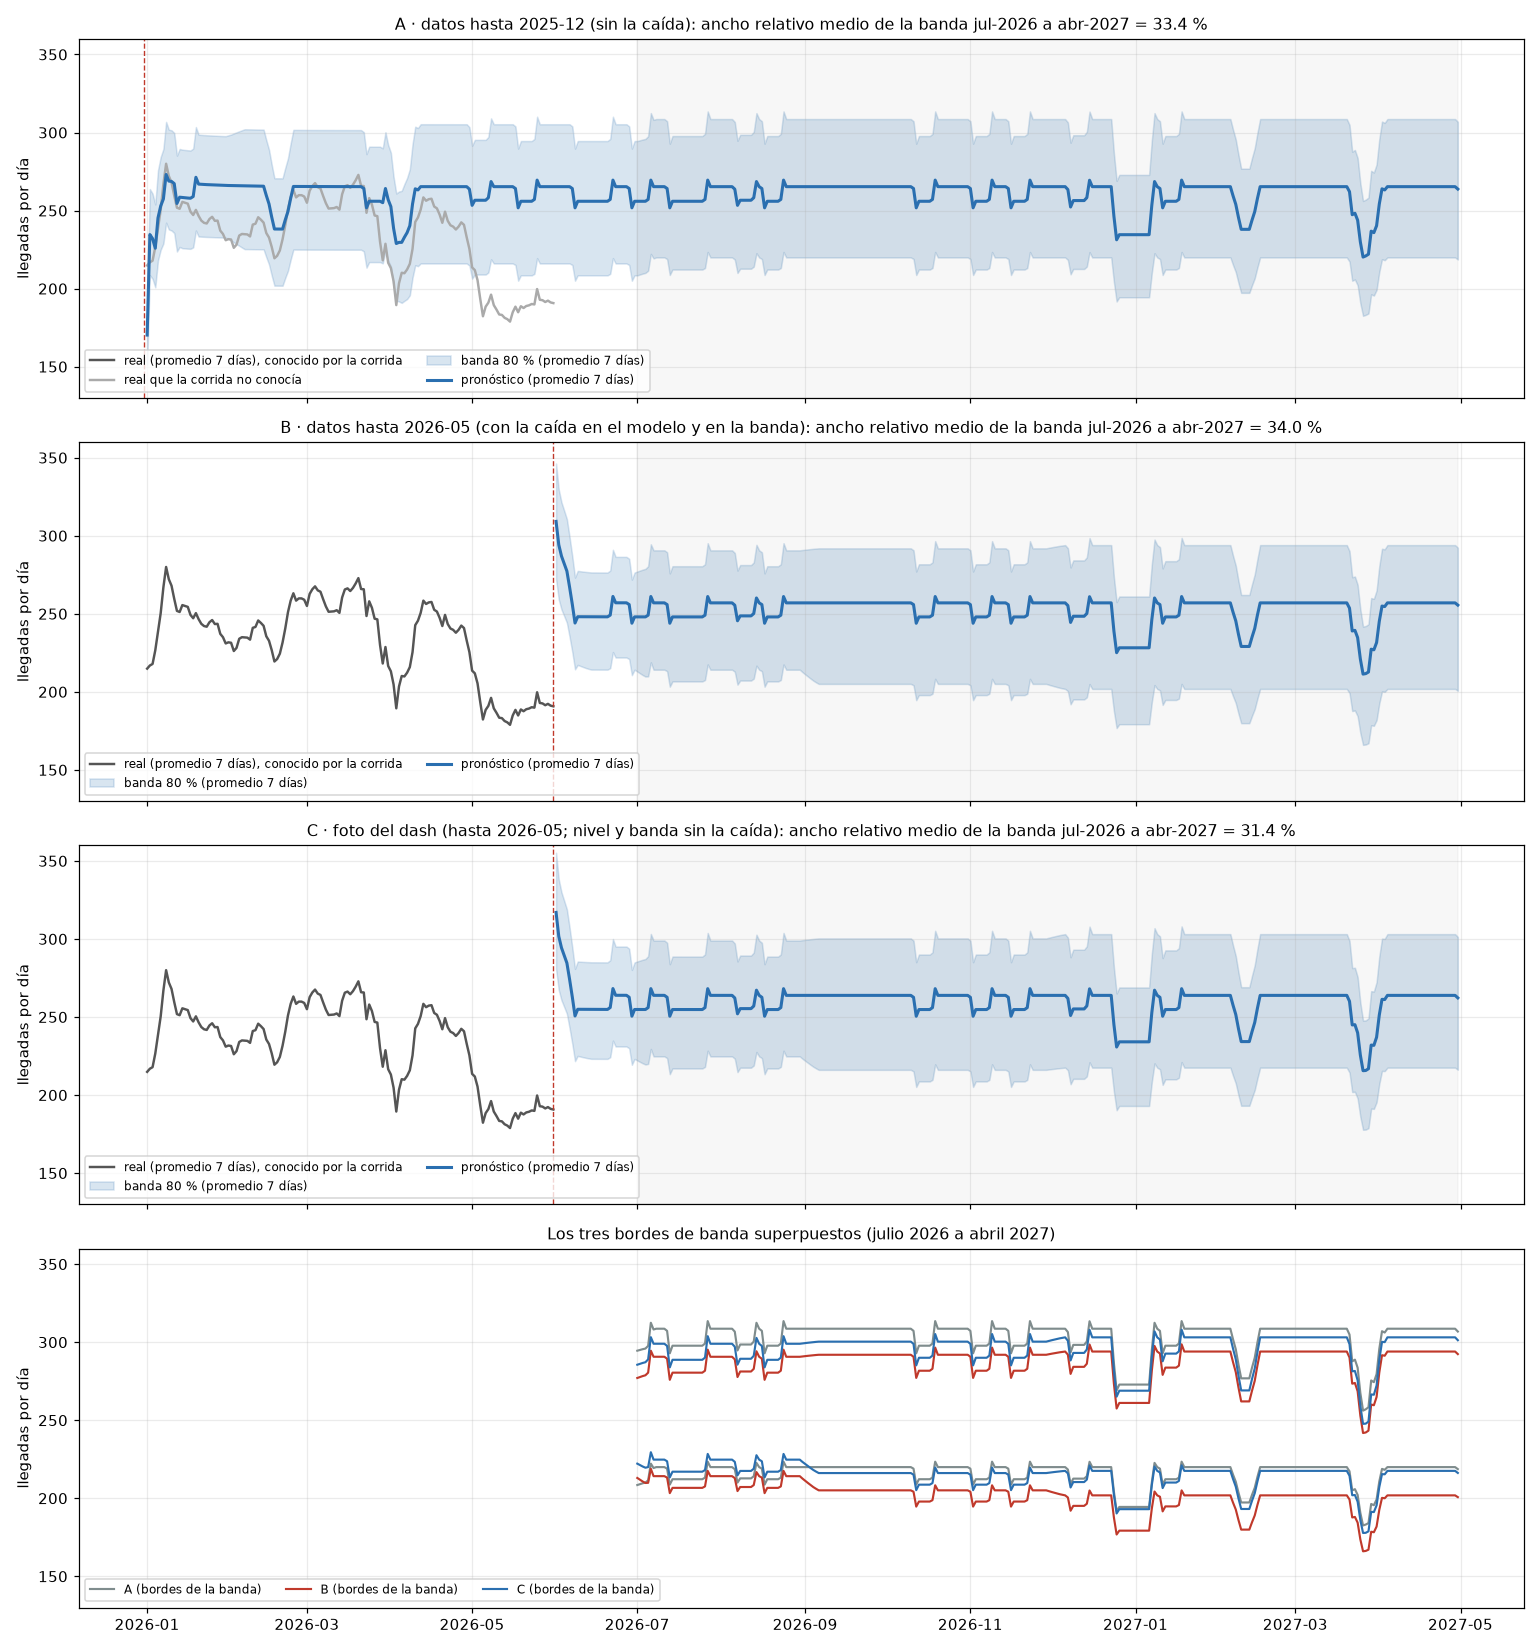 A · datos hasta 2025-12 (sin la caída): ancho relativo medio de la banda jul-2026 a abr-2027 = 33.4 %
350
300
250
200
150
llegadas por día
real (promedio 7 días), conocido por la corrida
banda 80 % (promedio 7 días)
real que la corrida no conocía
pronóstico (promedio 7 días)
B · datos hasta 2026-05 (con la caída en el modelo y en la banda): ancho relativo medio de la banda jul-2026 a abr-2027 = 34.0 %
350
300
250
200
150
llegadas por día
real (promedio 7 días), conocido por la corrida
pronóstico (promedio 7 días)
banda 80 % (promedio 7 días)
C · foto del dash (hasta 2026-05; nivel y banda sin la caída): ancho relativo medio de la banda jul-2026 a abr-2027 = 31.4 %
350
300
250
200
150
llegadas por día
real (promedio 7 días), conocido por la corrida
pronóstico (promedio 7 días)
banda 80 % (promedio 7 días)
Los tres bordes de banda superpuestos (julio 2026 a abril 2027)
350
300
250
200
150
llegadas por día
A (bordes de la banda)
B (bordes de la banda)
C (bordes de la banda)
2026-01
2026-03
2026-05
2026-07
2026-09
2026-11
2027-01
2027-03
2027-05